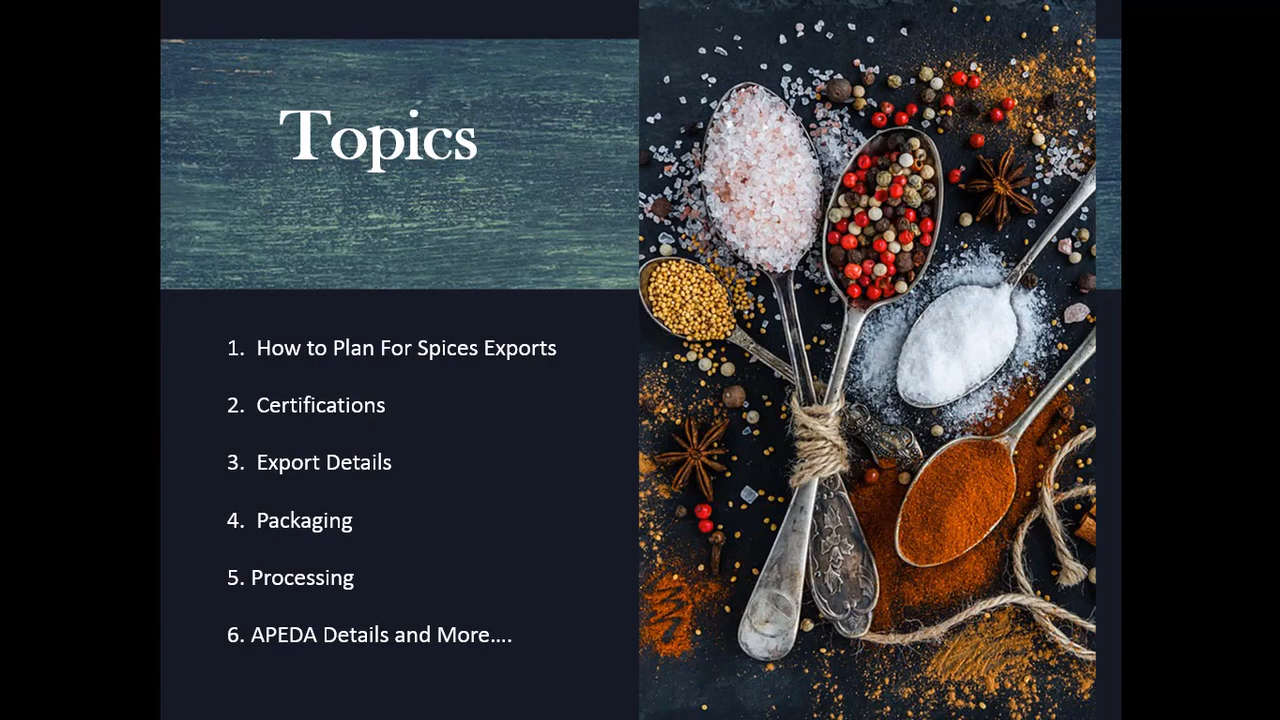 Topics
1. How to Plan For Spices Exports
2. Certifications
3. Export Details
4. Packaging
5. Processing
6. APEDA Details and More....